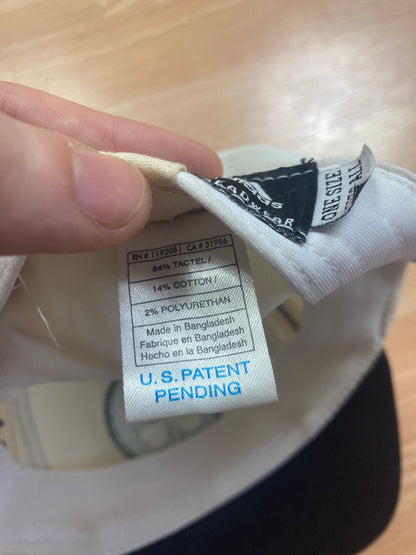 RN # 119208 CA # 51986
84% TACTEL /
14% COTTON /
2% POLYURETHAN
Made in Bangladesh
Fabrique en Bangladesh
Hecho en la Bangladesh
U.S. PATENT
PENDING
ONE SIZE